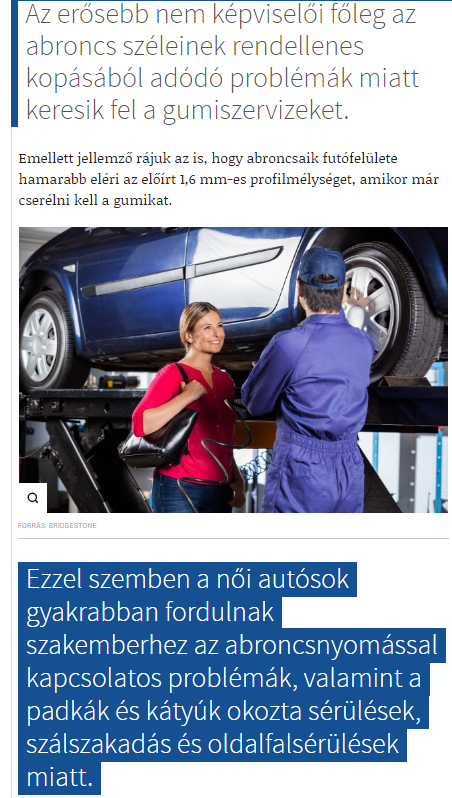 Az erősebb nem képviselői főleg az
abroncs széleinek rendellenes
kopásából adódó problémák miatt
keresik fel a gumiszervizeket.
Emellett jellemző rájuk az is, hogy abroncsaik futófelülete
hamarabb eléri az előírt 1,6 mm-es profilmélységet, amikor már
cserélni kell a gumikat.
FORRÁS: BRIDGESTONE
Ezzel szemben a női autósok
gyakrabban fordulnak
szakemberhez az abroncsnyomással
kapcsolatos problémák, valamint a
padkák és kátyúk okozta sérülések,
szálszakadás és oldalfalsérülések
miatt.